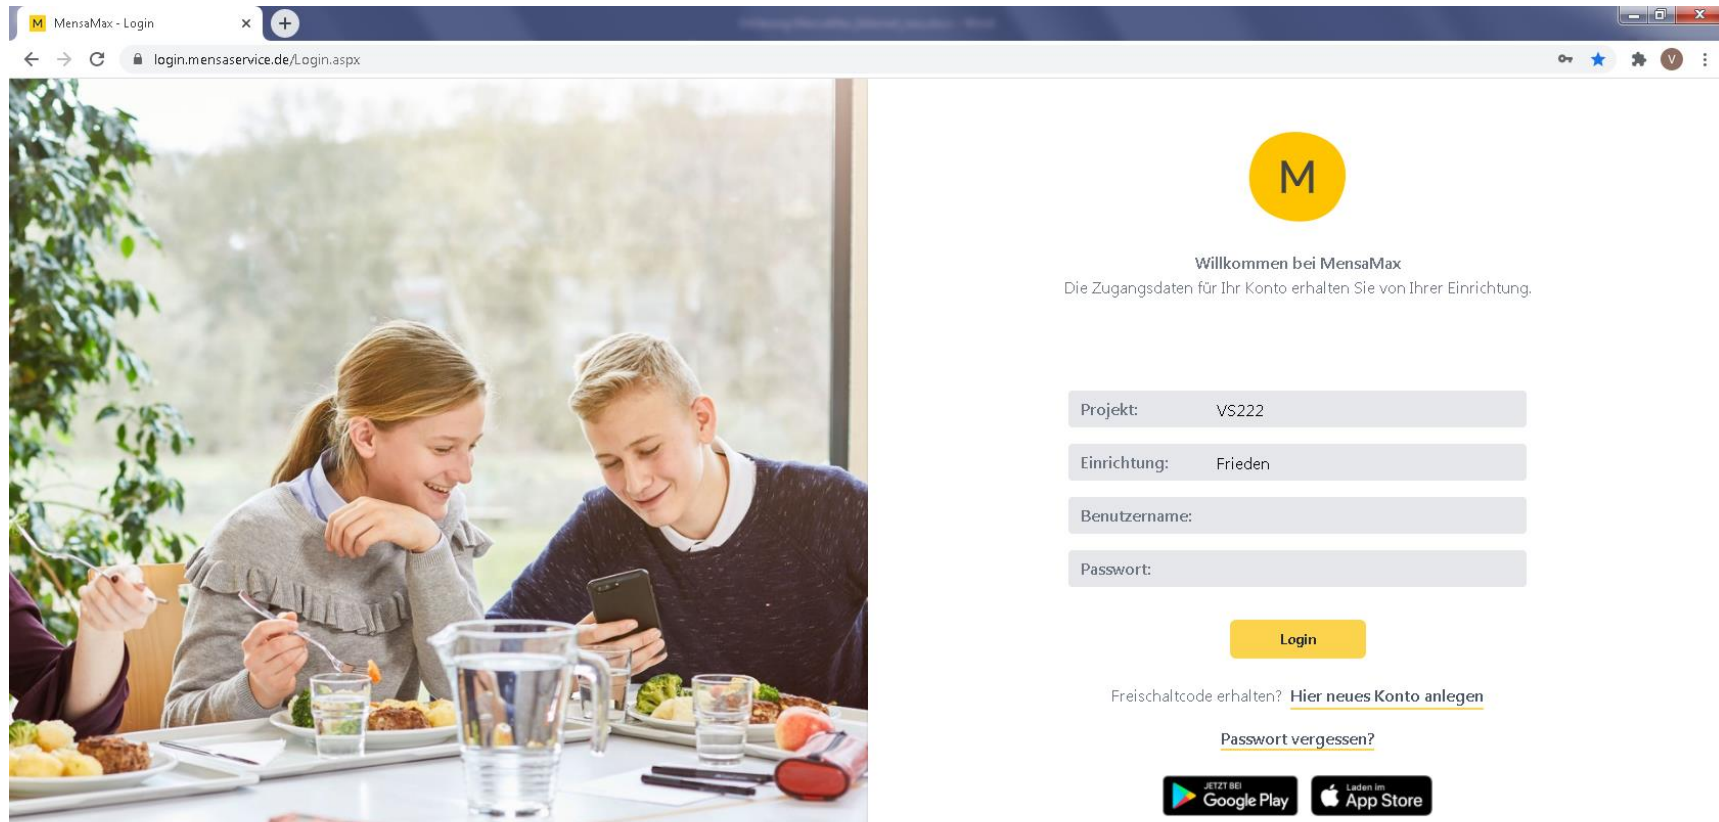 M MensaMax - Login
login.mensaservice.de/Login.aspx
V
M
Willkommen bei MensaMax
Die Zugangsdaten für Ihr Konto erhalten Sie von Ihrer Einrichtung.
Projekt: VS222
Einrichtung: Frieden
Benutzername:
Passwort:
Login
Freischaltcode erhalten? Hier neues Konto anlegen
Passwort vergessen?
JETZT BEI
Google Play
Laden im
App Store